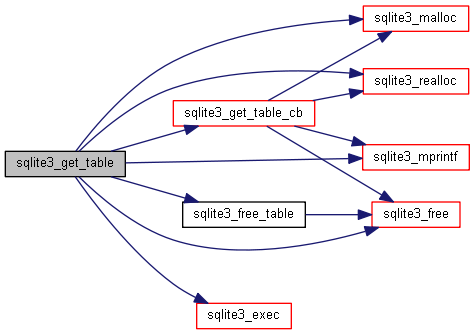 sqlite3_malloc
sqlite3_realloc
sqlite3_get_table_cb
sqlite3_mprintf
sqlite3_get_table
sqlite3_free_table
sqlite3_free
sqlite3_exec